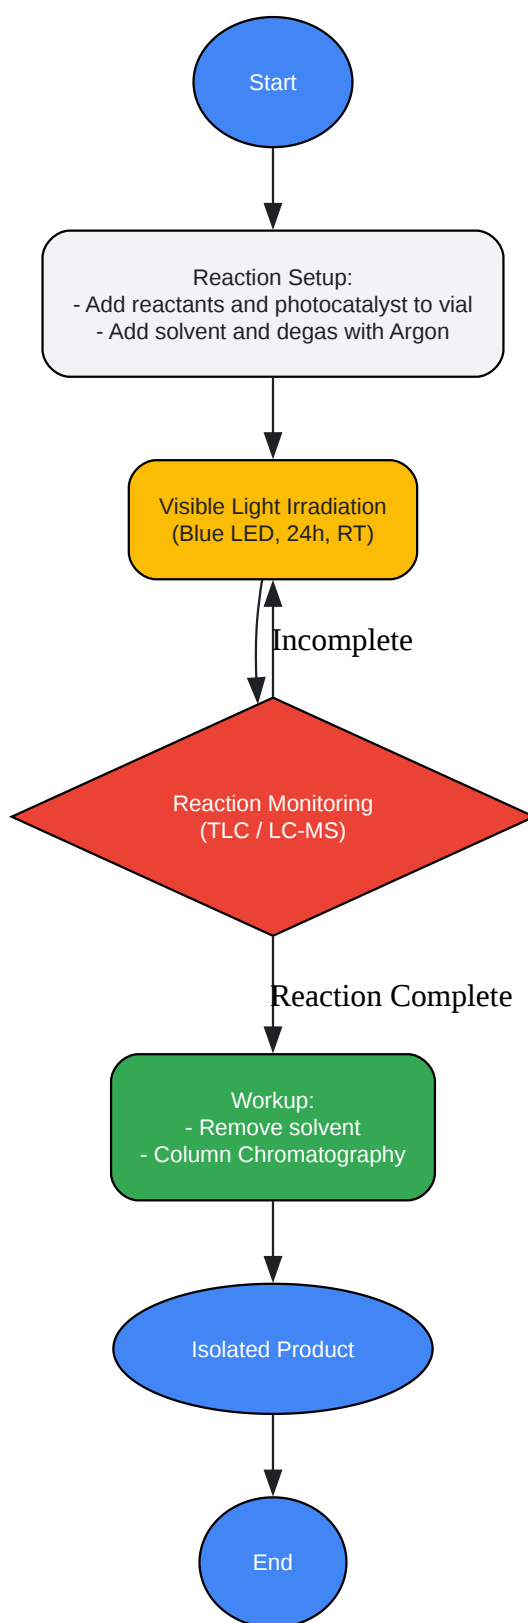 Start
Reaction Setup:
- Add reactants and photocatalyst to vial
- Add solvent and degas with Argon
Visible Light Irradiation
(Blue LED, 24h, RT)
Incomplete
Reaction Monitoring
(TLC / LC-MS)
Reaction Complete
Workup:
- Remove solvent
- Column Chromatography
Isolated Product
End